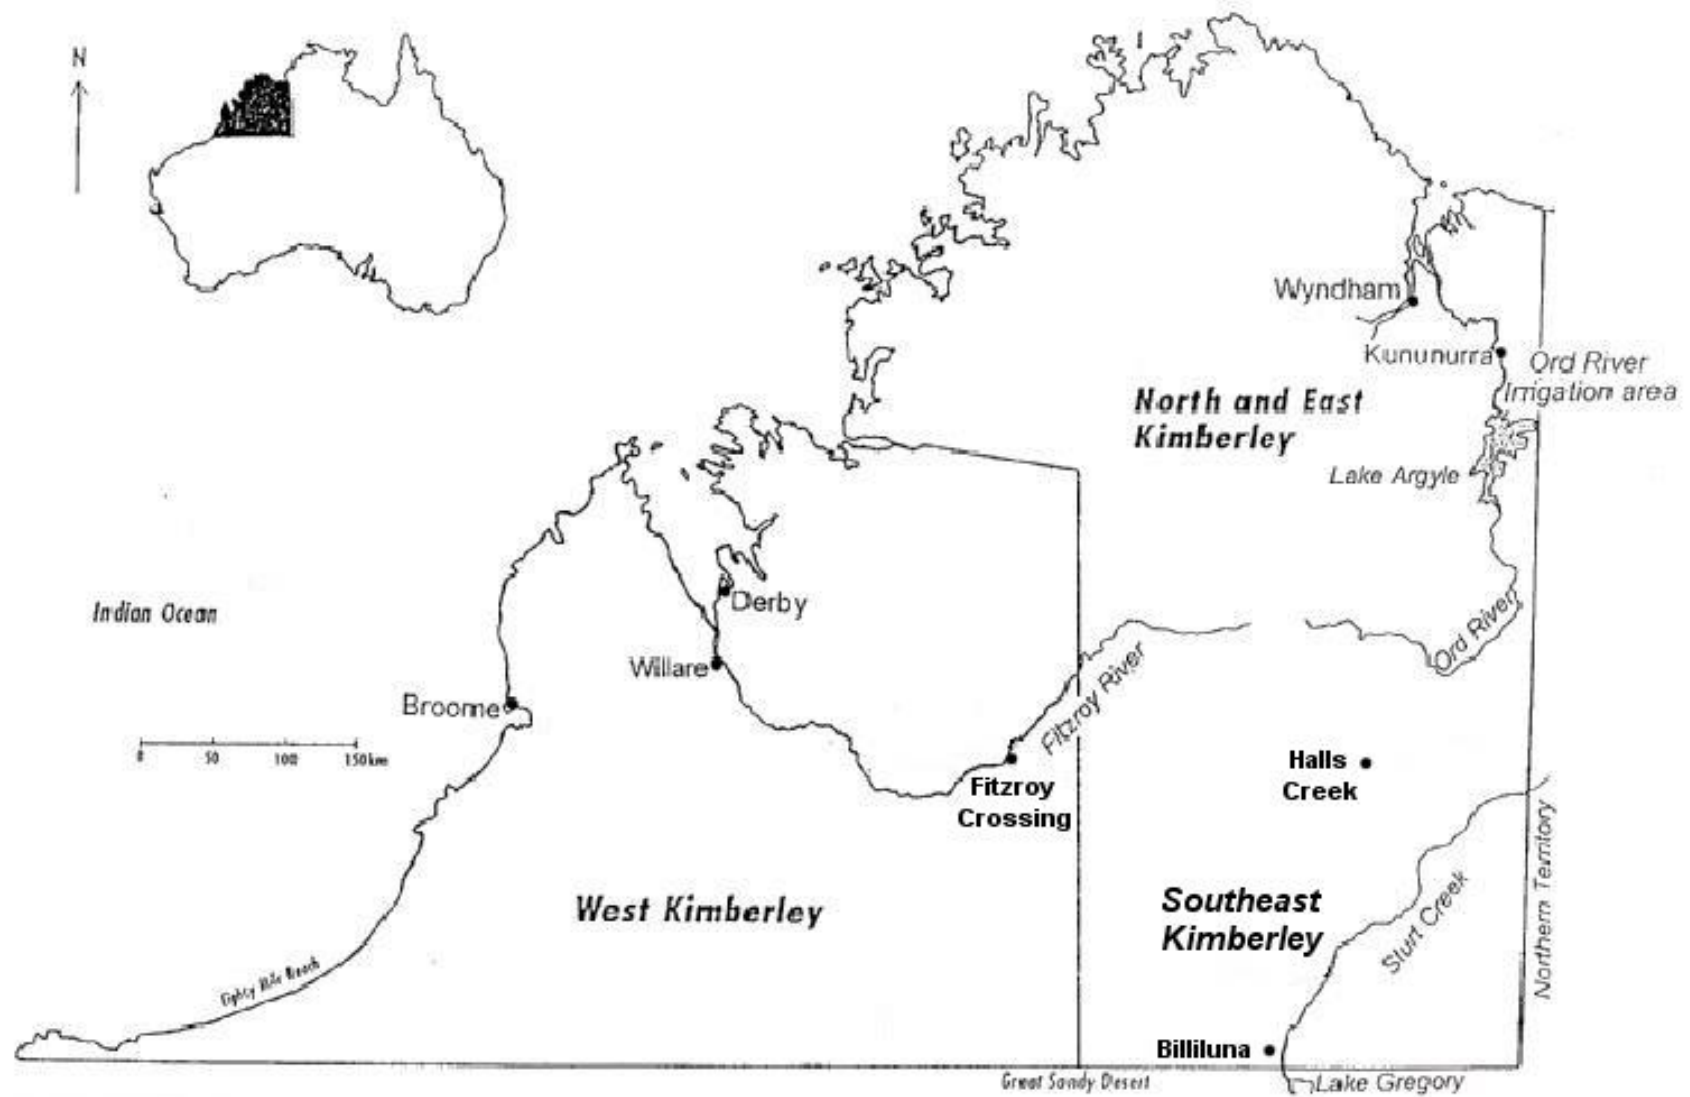 N
Wyndham
Kununurra
Ord River
Irrigation area
North and East
Kimberley
Lake Argyle
Indian Ocean
Derby
Ord River
Willare
Fitzroy River
Broome
0 50 100 150km
Halls
Creek
Fitzroy
Crossing
Northern Territory
West Kimberley
Southeast
Kimberley
Sturt Creek
Eighty Mile Beach
Billiluna
Great Sandy Desert
Lake Gregory